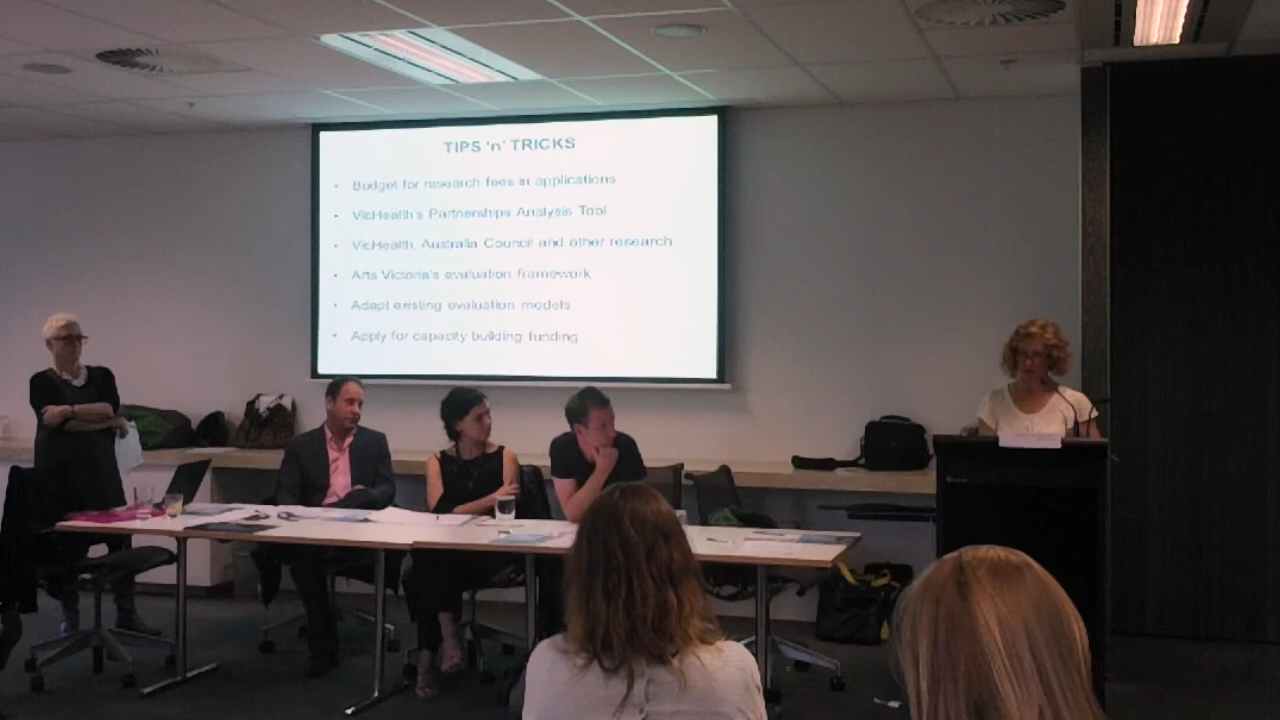 TIPS 'n' TRICKS
• Budget for research fees in applications
• VicHealth's Partnerships Analysis Tool
• VicHealth, Australia Council and other research
• Arts Victoria's evaluation framework
• Adapt existing evaluation models
• Apply for capacity building funding